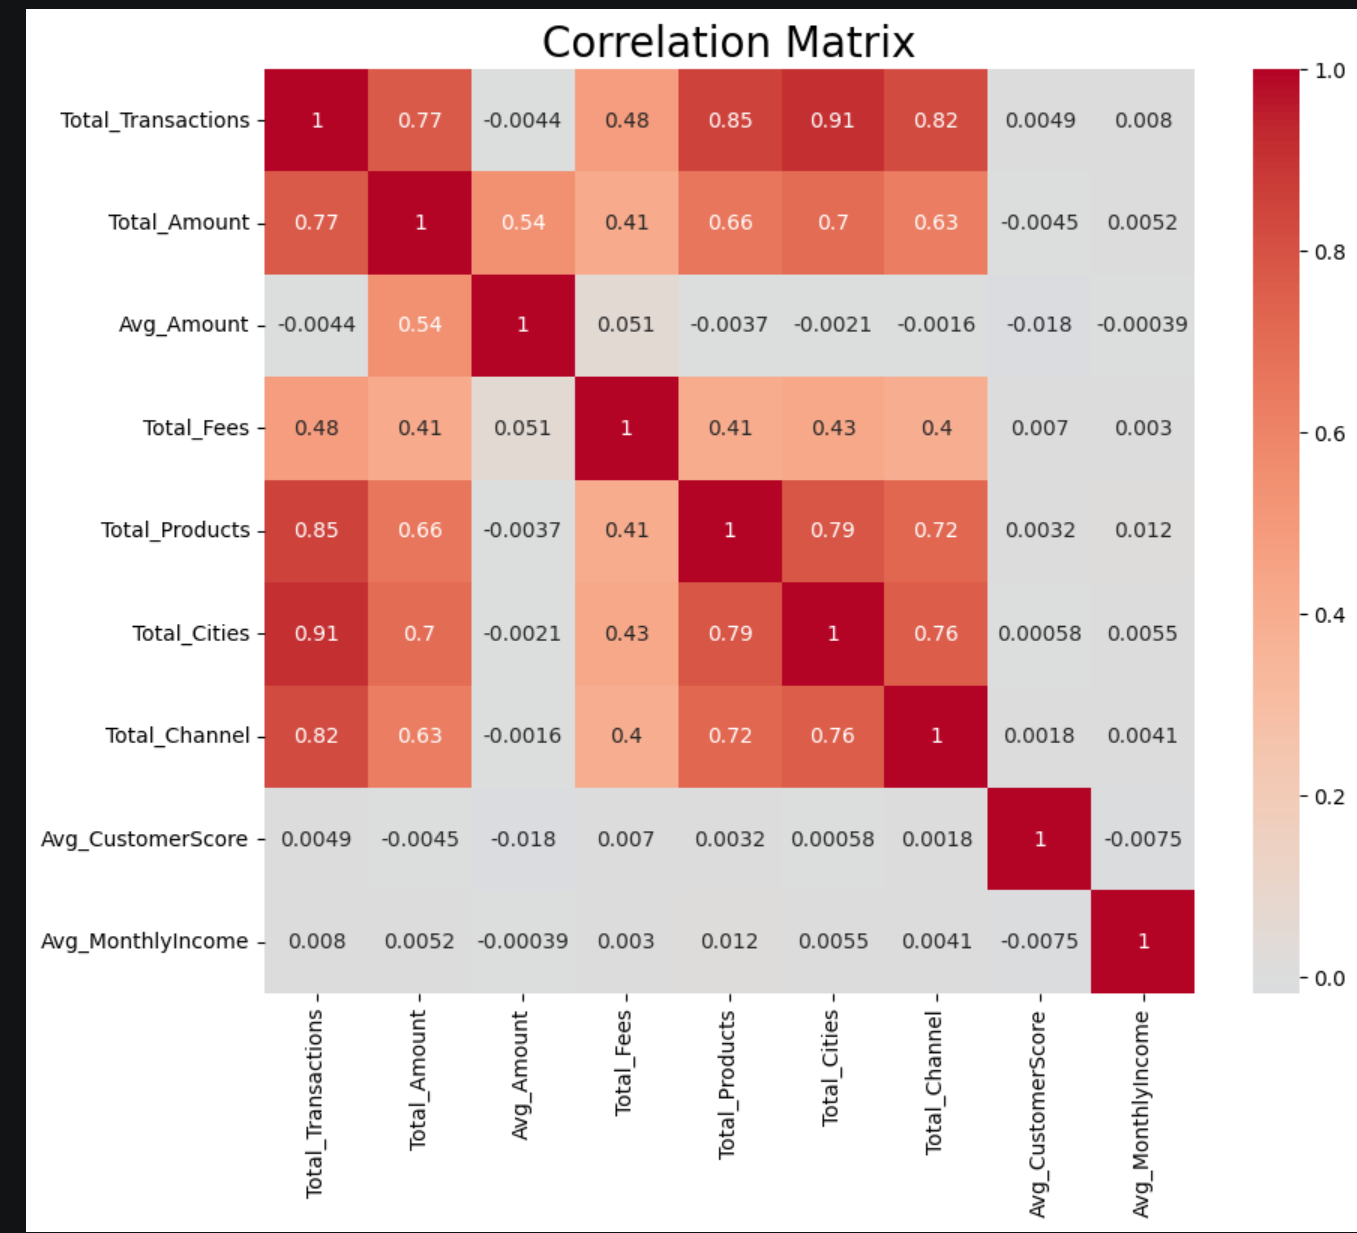 Correlation Matrix
Total_Transactions 1 0.77 -0.0044 0.48 0.85 0.91 0.82 0.0049 0.008
Total_Amount 0.77 1 0.54 0.41 0.66 0.7 0.63 -0.0045 0.0052
Avg_Amount -0.0044 0.54 1 0.051 -0.0037 -0.0021 -0.0016 -0.018 -0.00039
Total_Fees 0.48 0.41 0.051 1 0.41 0.43 0.4 0.007 0.003
Total_Products 0.85 0.66 -0.0037 0.41 1 0.79 0.72 0.0032 0.012
Total_Cities 0.91 0.7 -0.0021 0.43 0.79 1 0.76 0.00058 0.0055
Total_Channel 0.82 0.63 -0.0016 0.4 0.72 0.76 1 0.0018 0.0041
Avg_CustomerScore 0.0049 -0.0045 -0.018 0.007 0.0032 0.00058 0.0018 1 -0.0075
Avg_MonthlyIncome 0.008 0.0052 -0.00039 0.003 0.012 0.0055 0.0041 -0.0075 1
Total_Transactions
Total_Amount
Avg_Amount
Total_Fees
Total_Products
Total_Cities
Total_Channel
Avg_CustomerScore
Avg_MonthlyIncome
1.0
0.8
0.6
0.4
0.2
0.0